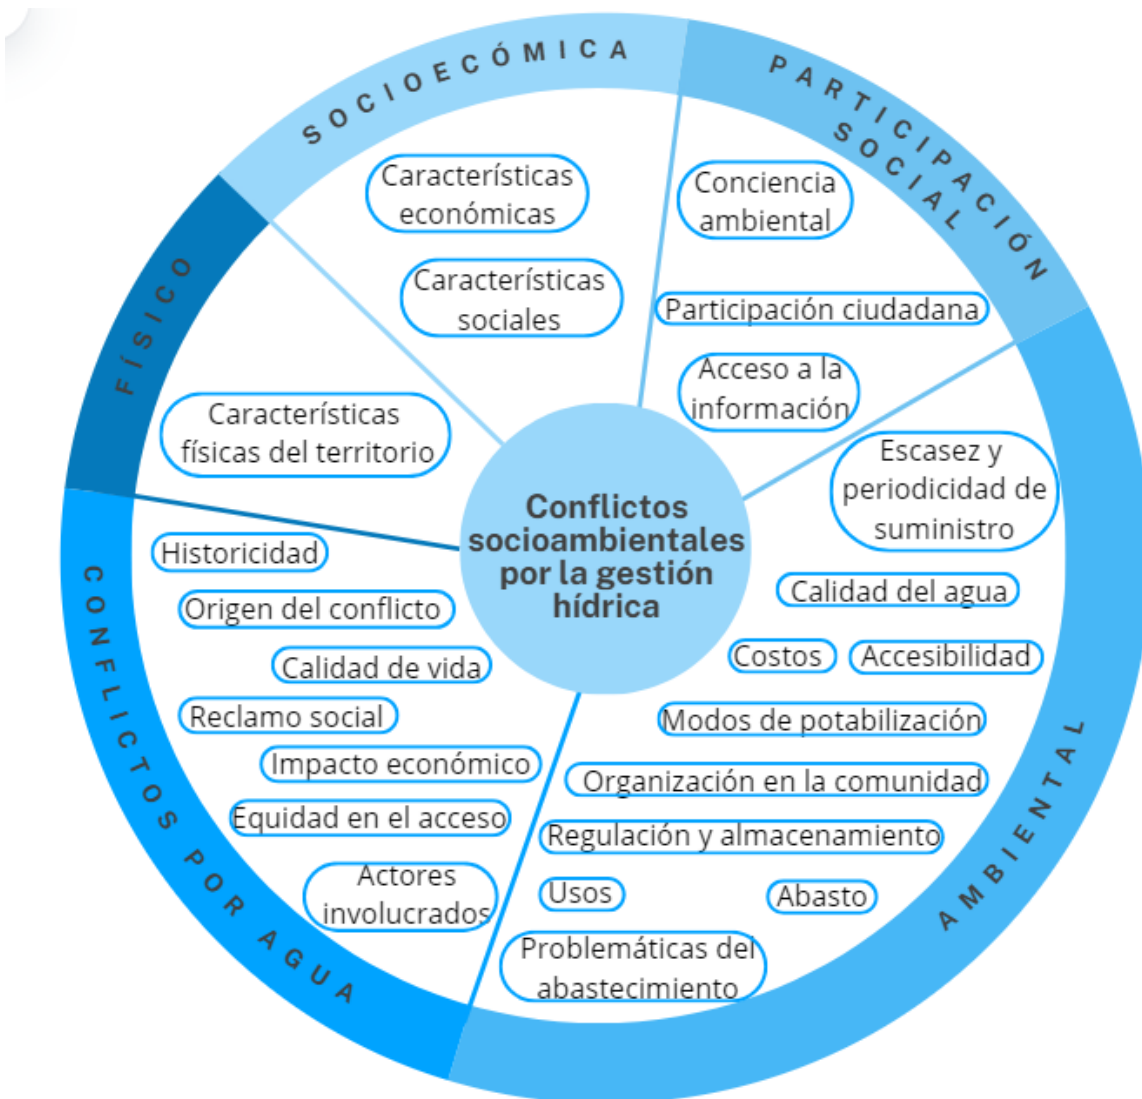 SOCIOECÓMICA
PARTICIPACIÓN
SOCIAL
FÍSICO
CONFLICTOS POR AGUA
AMBIENTAL
Características
económicas
Características
sociales
Conciencia
ambiental
Participación ciudadana
Acceso a la
información
Características
físicas del territorio
Conflictos
socioambientales
por la gestión
hídrica
Escasez y
periodicidad de
suministro
Calidad del agua
Costos
Accesibilidad
Modos de potabilización
Organización en la comunidad
Regulación y almacenamiento
Usos
Abasto
Problemáticas del
abastecimiento
Historicidad
Origen del conflicto
Calidad de vida
Reclamo social
Impacto económico
Equidad en el acceso
Actores
involucrados